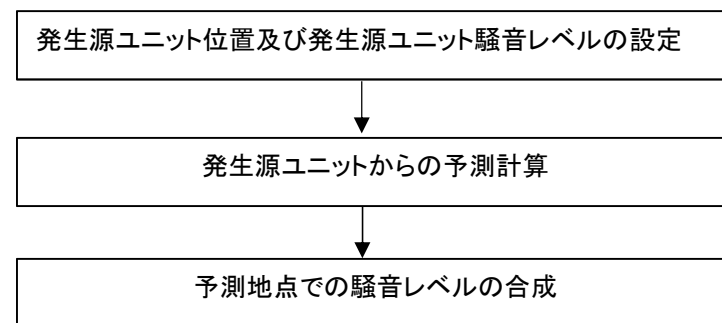 発生源ユニット位置及び発生源ユニット騒音レベルの設定
発生源ユニットからの予測計算
予測地点での騒音レベルの合成